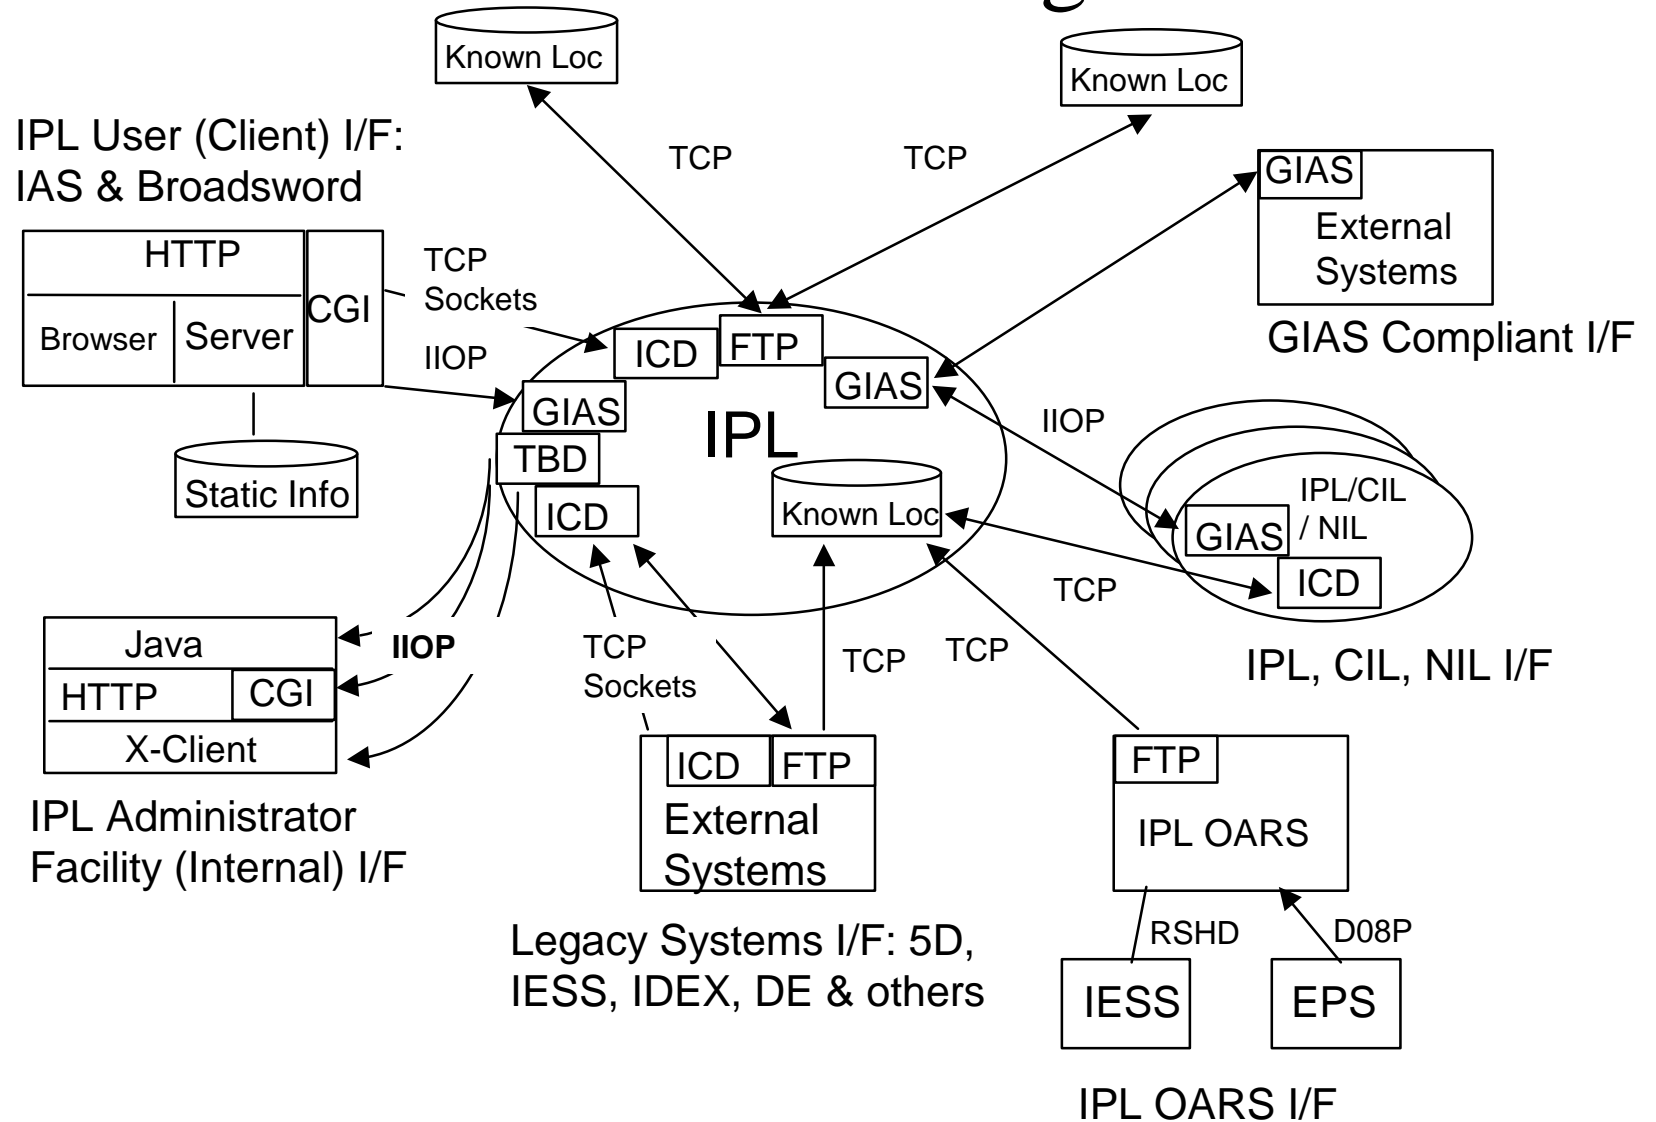 Known Loc
Known Loc
IPL User (Client) I/F:
IAS & Broadsword
TCP
TCP
GIAS
External
Systems
GIAS Compliant I/F
HTTP
CGI
Browser
Server
TCP
Sockets
IIOP
Static Info
ICD
FTP
GIAS
GIAS
IPL
TBD
ICD
Known Loc
IIOP
IPL/CIL
/ NIL
GIAS
ICD
TCP
IPL, CIL, NIL I/F
Java
HTTP
CGI
X-Client
IIOP
IPL Administrator
Facility (Internal) I/F
TCP
Sockets
TCP
TCP
ICD
FTP
External
Systems
Legacy Systems I/F: 5D,
IESS, IDEX, DE & others
FTP
IPL OARS
RSHD
D08P
IESS
EPS
IPL OARS I/F